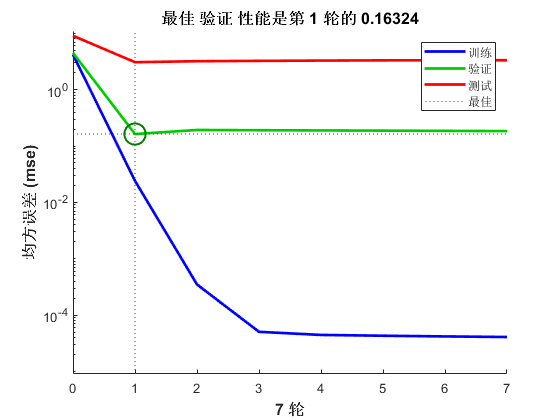 最佳 验证 性能是第 1 轮的 0.16324
训练
验证
测试
最佳
均方误差 (mse)
10^0
10^-2
10^-4
0 1 2 3 4 5 6 7
7 轮